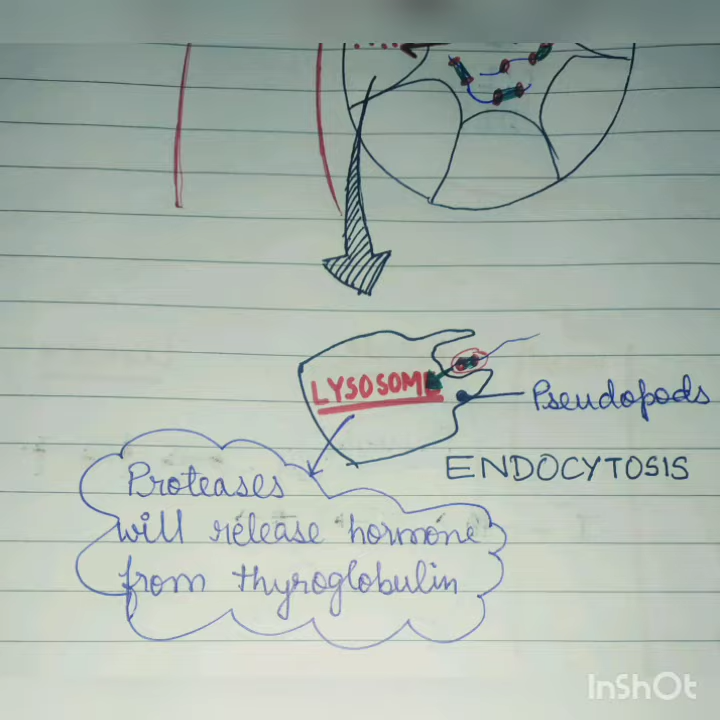 LYSOSOME
Pseudopods
ENDOCYTOSIS
Proteases
will release hormone
from thyroglobulin
InShOt